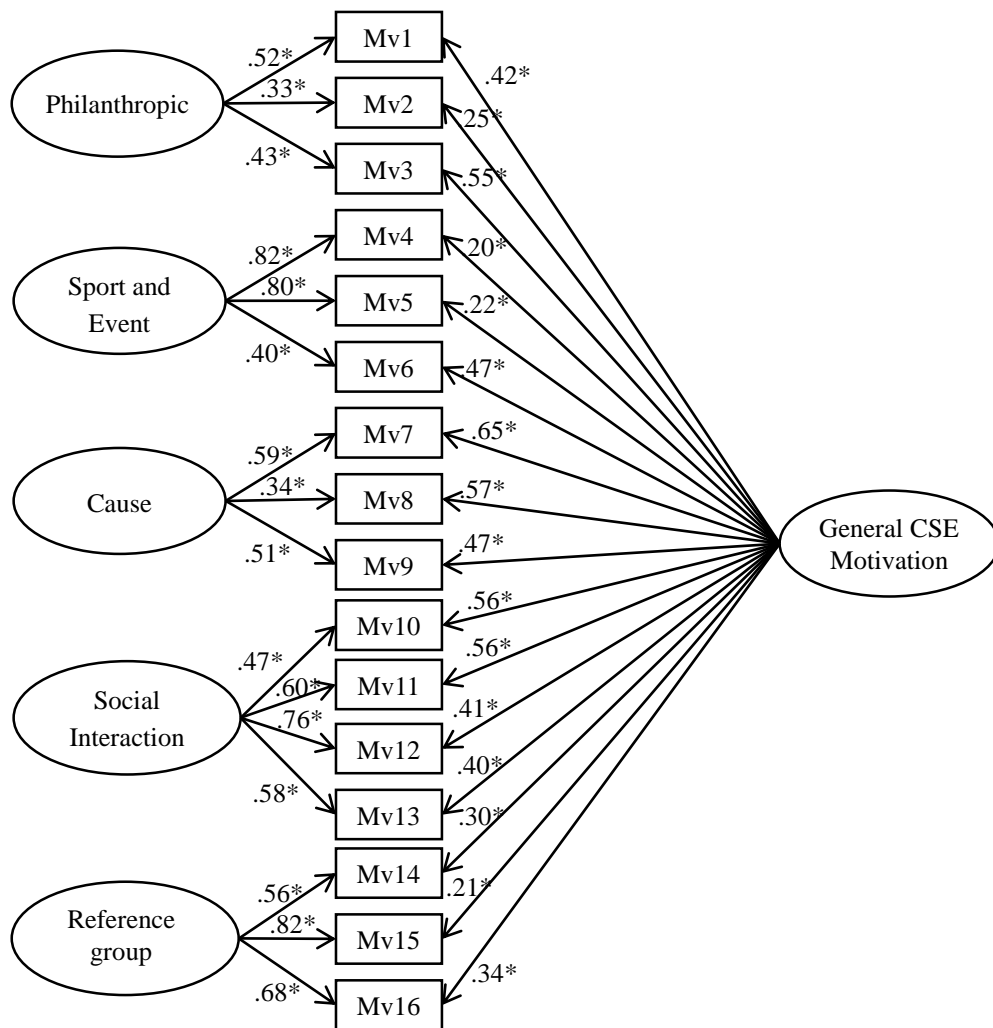 Mv1
.52*
.42*
Philanthropic
.33*
Mv2
.25*
.43*
Mv3
.55*
Mv4
.82*
.20*
Sport and
Event
.80*
Mv5
.22*
.40*
Mv6
.47*
Mv7
.59*
.65*
Cause
.34*
Mv8
.57*
.51*
Mv9
.47*
General CSE
Motivation
Mv10
.56*
.47*
Mv11
.60*
.56*
Social
Interaction
.76*
Mv12
.41*
.58*
Mv13
.40*
.30*
Mv14
.56*
.21*
Reference
group
.82*
Mv15
.68*
Mv16
.34*